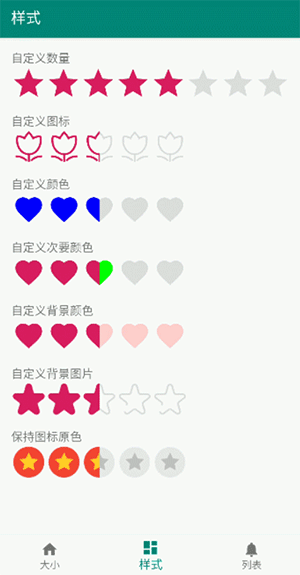 样式
自定义数量
自定义图标
自定义颜色
自定义次要颜色
自定义背景颜色
自定义背景图片
保持图标原色
大小
样式
列表